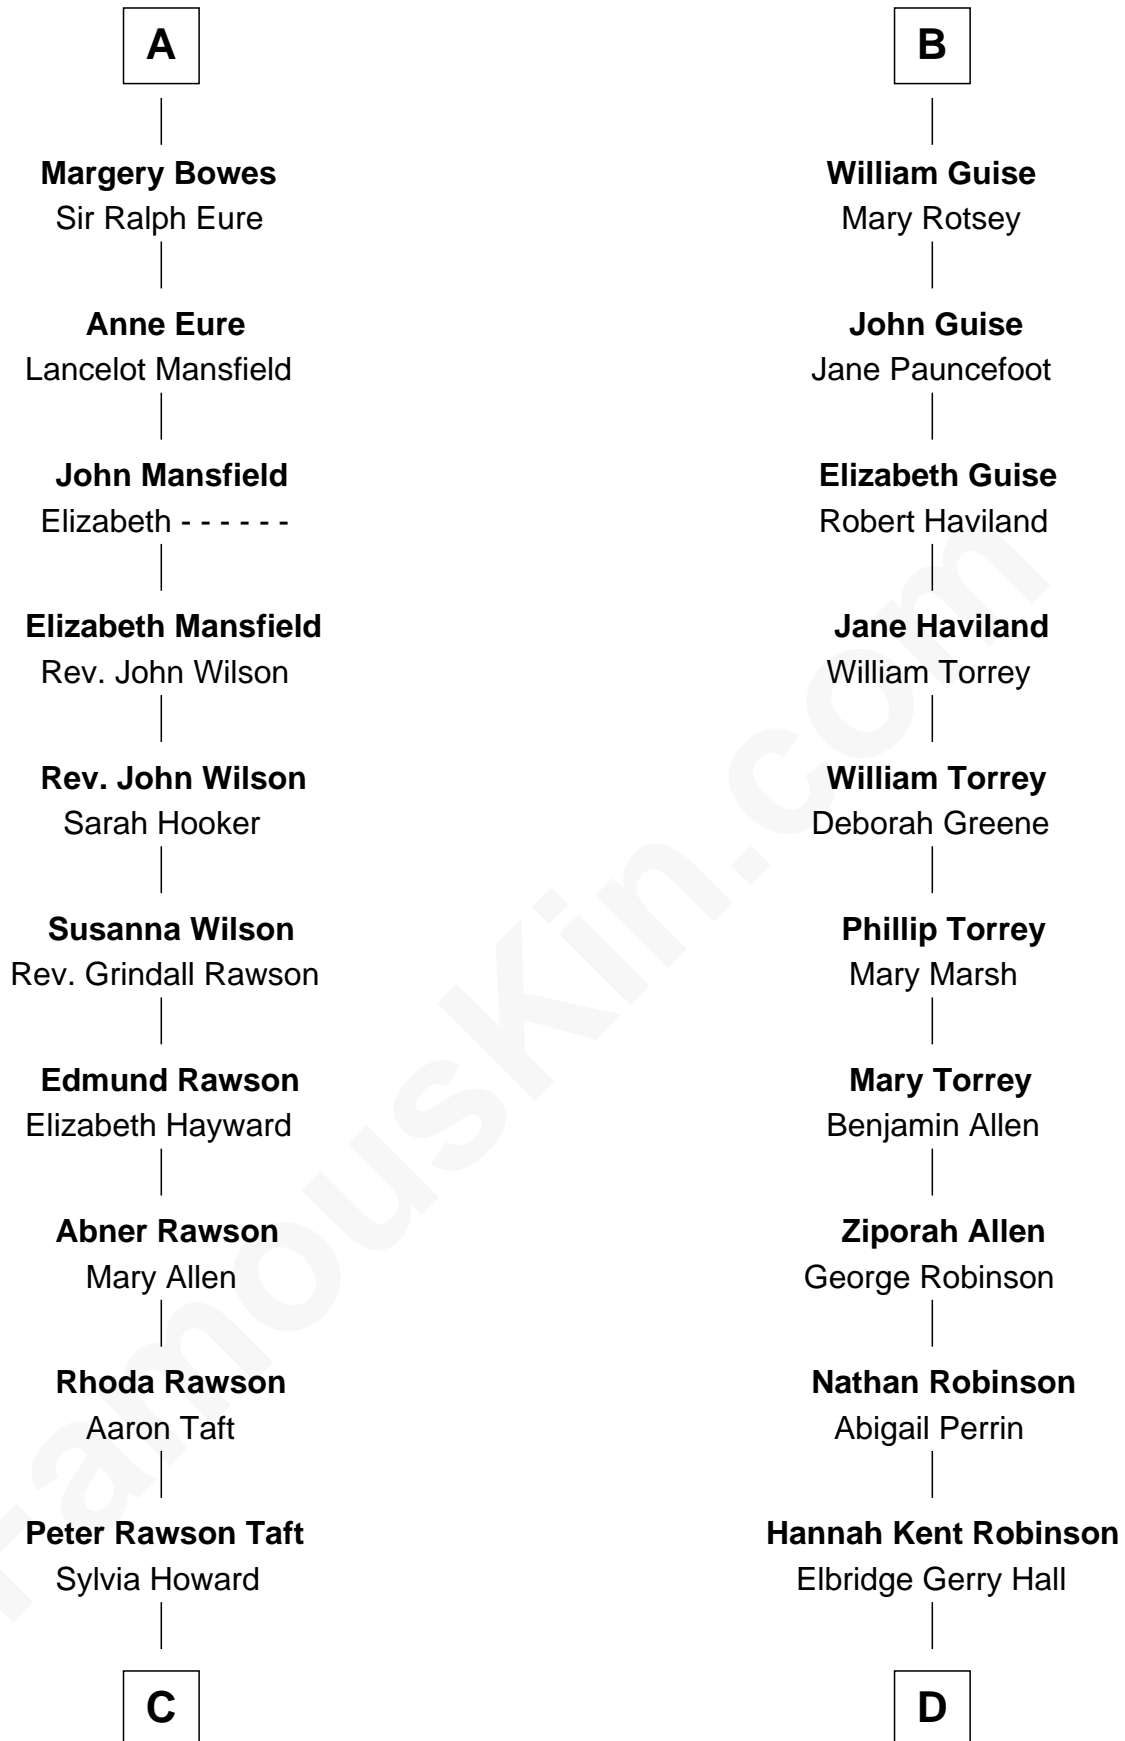 A
Margery Bowes
Sir Ralph Eure
Anne Eure
Lancelot Mansfield
John Mansfield
Elizabeth - - - - - -
Elizabeth Mansfield
Rev. John Wilson
Rev. John Wilson
Sarah Hooker
Susanna Wilson
Rev. Grindall Rawson
Edmund Rawson
Elizabeth Hayward
Abner Rawson
Mary Allen
Rhoda Rawson
Aaron Taft
Peter Rawson Taft
Sylvia Howard
C
B
William Guise
Mary Rotsey
John Guise
Jane Pauncefoot
Elizabeth Guise
Robert Haviland
Jane Haviland
William Torrey
William Torrey
Deborah Greene
Phillip Torrey
Mary Marsh
Mary Torrey
Benjamin Allen
Ziporah Allen
George Robinson
Nathan Robinson
Abigail Perrin
Hannah Kent Robinson
Elbridge Gerry Hall
D
FamousKin.com